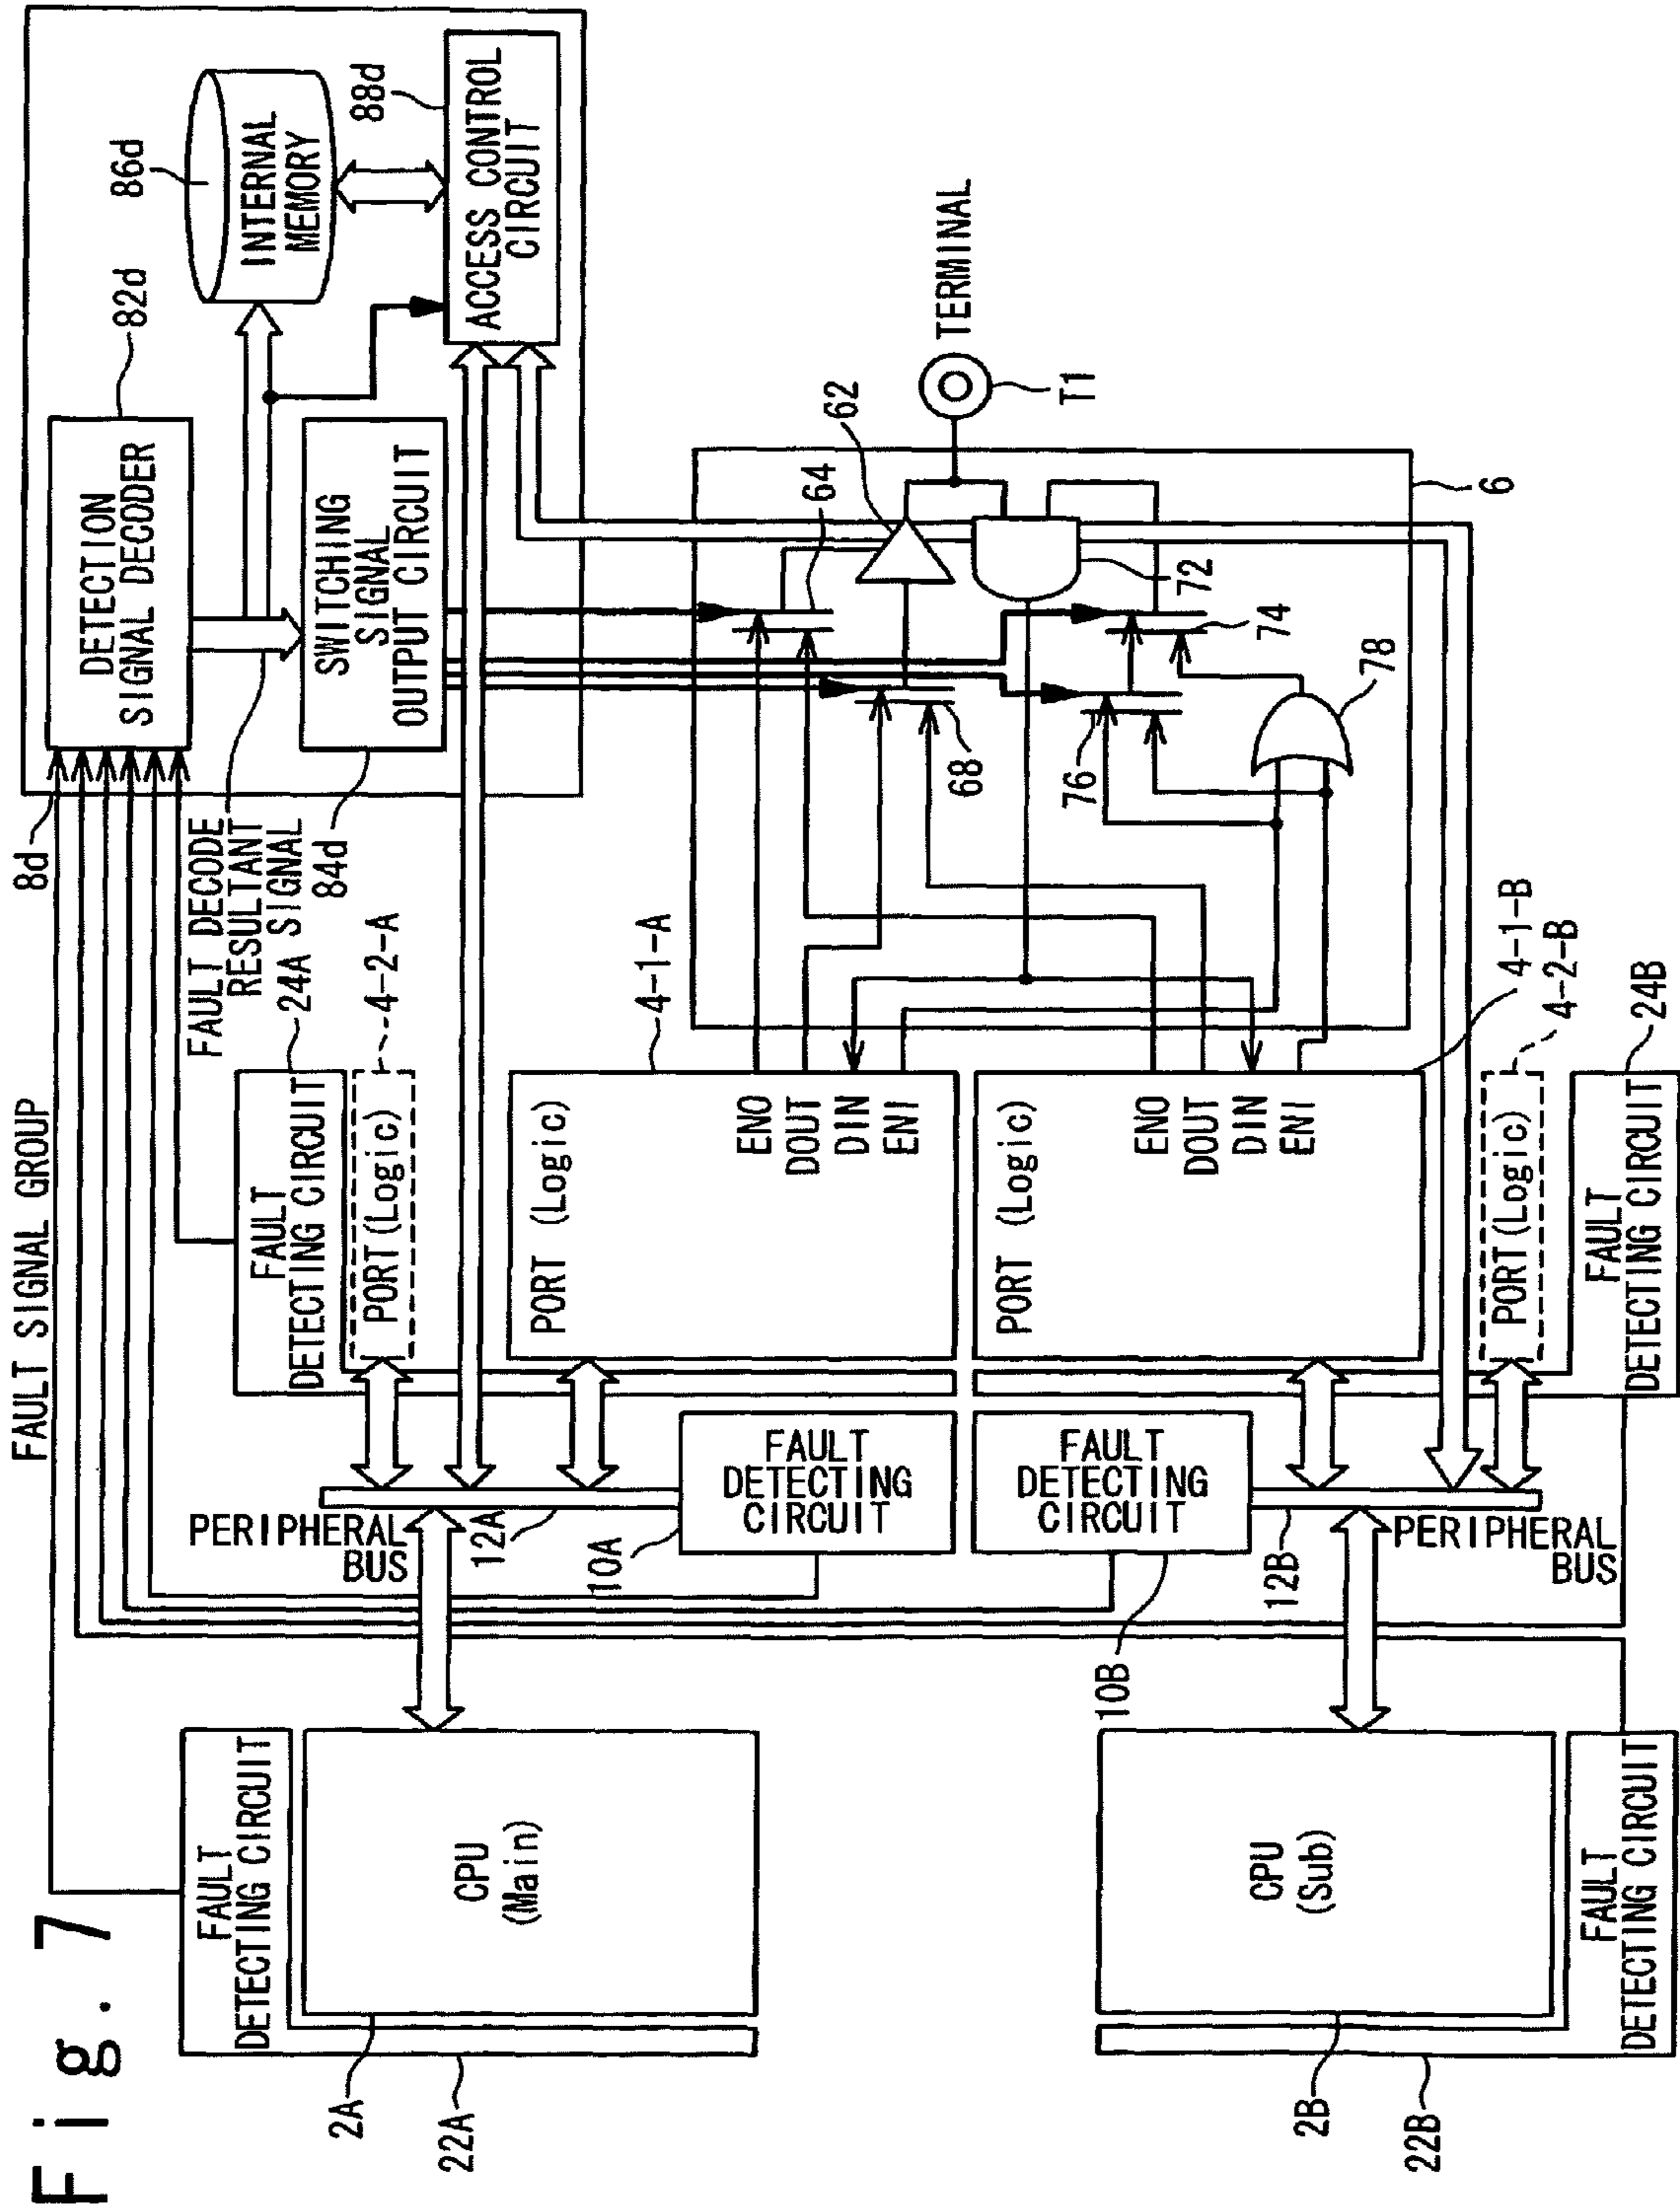 Fig. 7
FAULT SIGNAL GROUP
8d
DETECTION
SIGNAL DECODER
82d
86d
INTERNAL
MEMORY
FAULT DECODE
RESULTANT
SIGNAL
84d
SWITCHING
SIGNAL
OUTPUT CIRCUIT
ACCESS CONTROL
CIRCUIT
88d
FAULT
DETECTING CIRCUIT
22A
CPU
(Main)
2A
FAULT
DETECTING CIRCUIT
24A
PORT(Logic)
4-2-A
PERIPHERAL
BUS
12A
PORT (Logic)
ENO
DOUT
DIN
ENI
4-1-A
FAULT
DETECTING
CIRCUIT
10A
64
62
68
TERMINAL
T1
72
74
76
78
6
FAULT
DETECTING
CIRCUIT
10B
PORT (Logic)
ENO
DOUT
DIN
ENI
4-1-B
12B
PERIPHERAL
BUS
PORT(Logic)
4-2-B
FAULT
DETECTING CIRCUIT
24B
CPU
(Sub)
2B
FAULT
DETECTING CIRCUIT
22B